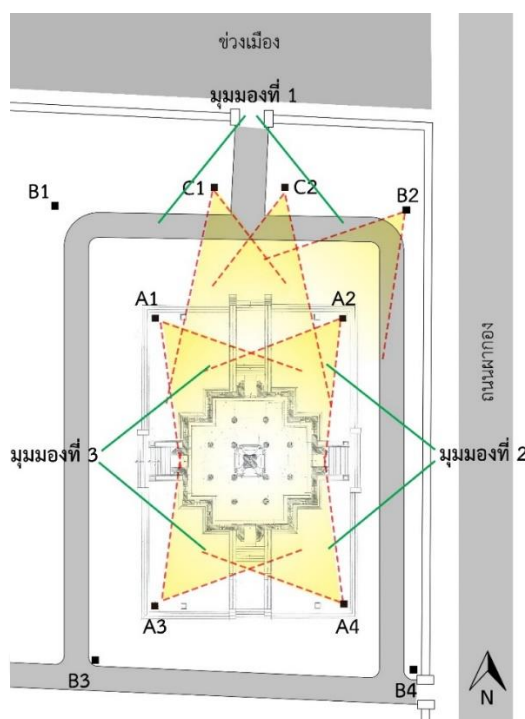 ข่วงเมือง
มุมมองที่ 1
C1 C2
B1
B2
A1 A2
ถนนผากอง
มุมมองที่ 3
มุมมองที่ 2
A3 A4
B3
B4
N